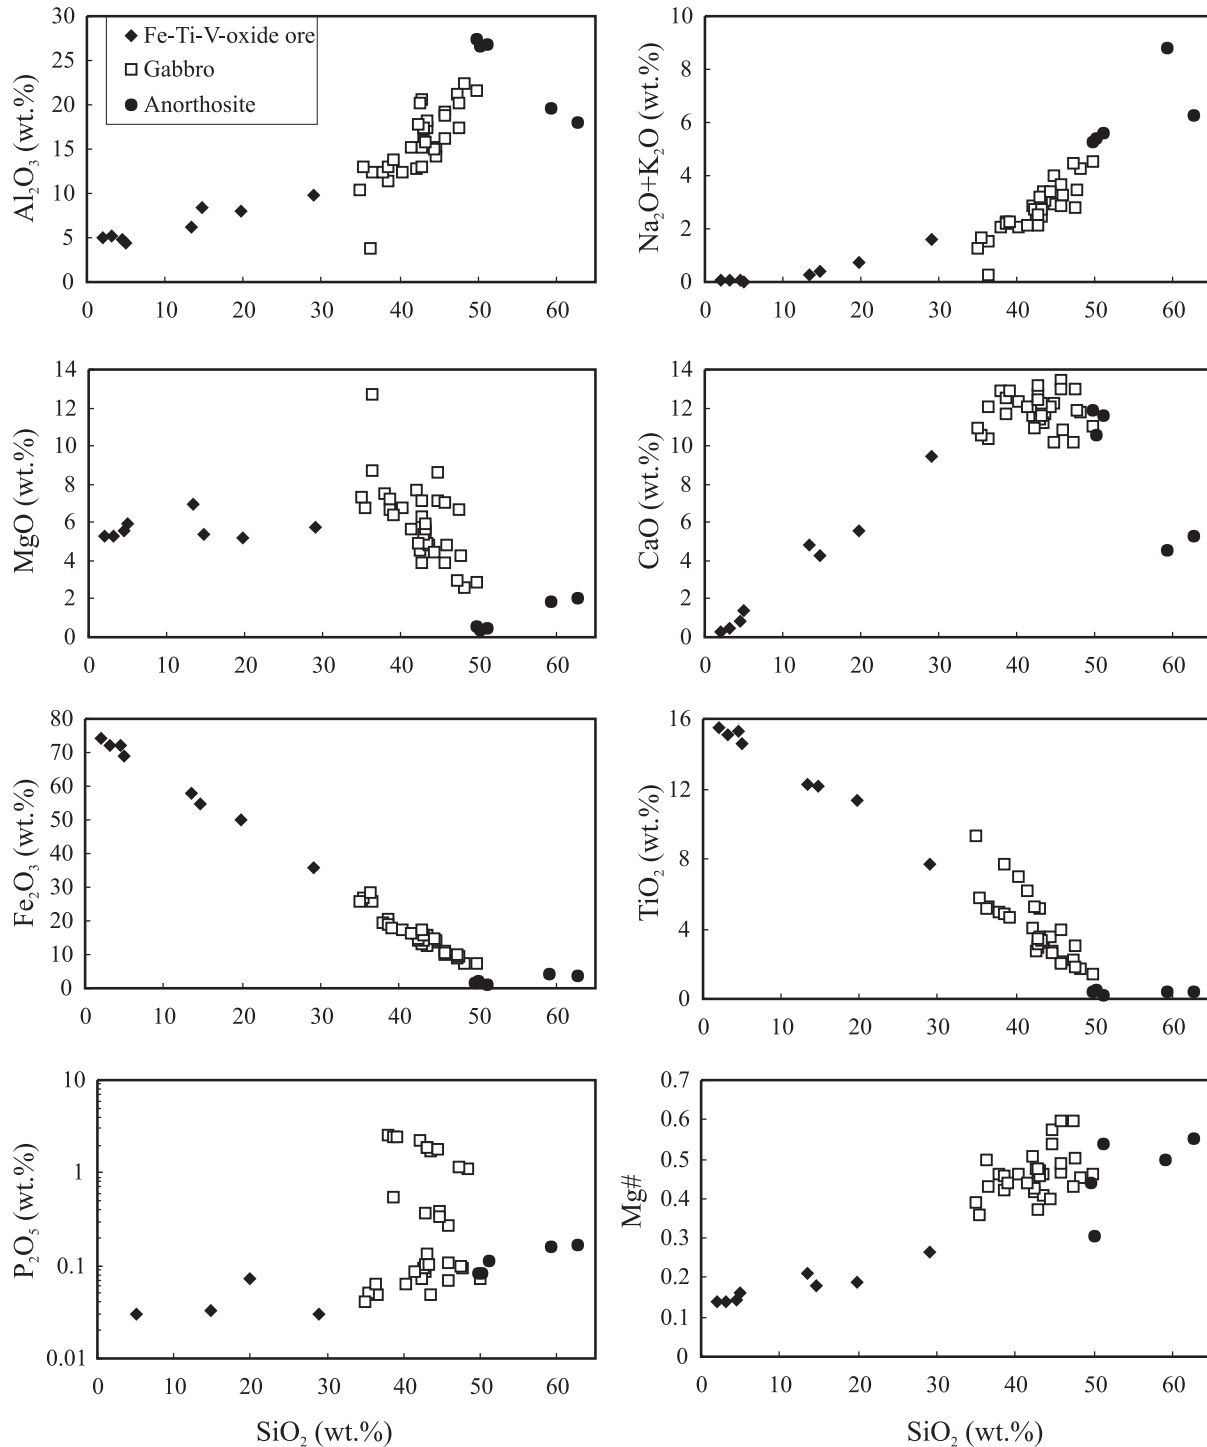 30
25
20
15
10
5
0
Al₂O₃ (wt.%)
Fe-Ti-V-oxide ore
Gabbro
Anorthosite
0 10 20 30 40 50 60
10
8
6
4
2
0
Na₂O+K₂O (wt.%)
0 10 20 30 40 50 60
14
12
10
8
6
4
2
0
MgO (wt.%)
0 10 20 30 40 50 60
14
12
10
8
6
4
2
0
CaO (wt.%)
0 10 20 30 40 50 60
80
70
60
50
40
30
20
10
0
Fe₂O₃ (wt.%)
0 10 20 30 40 50 60
16
12
8
4
0
TiO₂ (wt.%)
0 10 20 30 40 50 60
10
1
0.1
0.01
P₂O₅ (wt.%)
0 10 20 30 40 50 60
SiO₂ (wt.%)
0.7
0.6
0.5
0.4
0.3
0.2
0.1
0
Mg#
0 10 20 30 40 50 60
SiO₂ (wt.%)